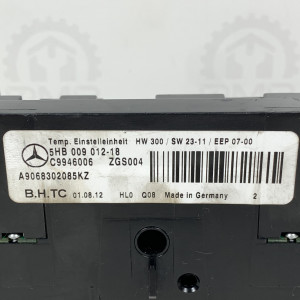 Temp. Einstelleinheit HW 300 / SW 23-11 / EEP 07-00
5HB 009 012-18
C9946006 ZGS004
A9068302085KZ
B.H.TC 01.08.12 HL0 Q08 Made in Germany 2